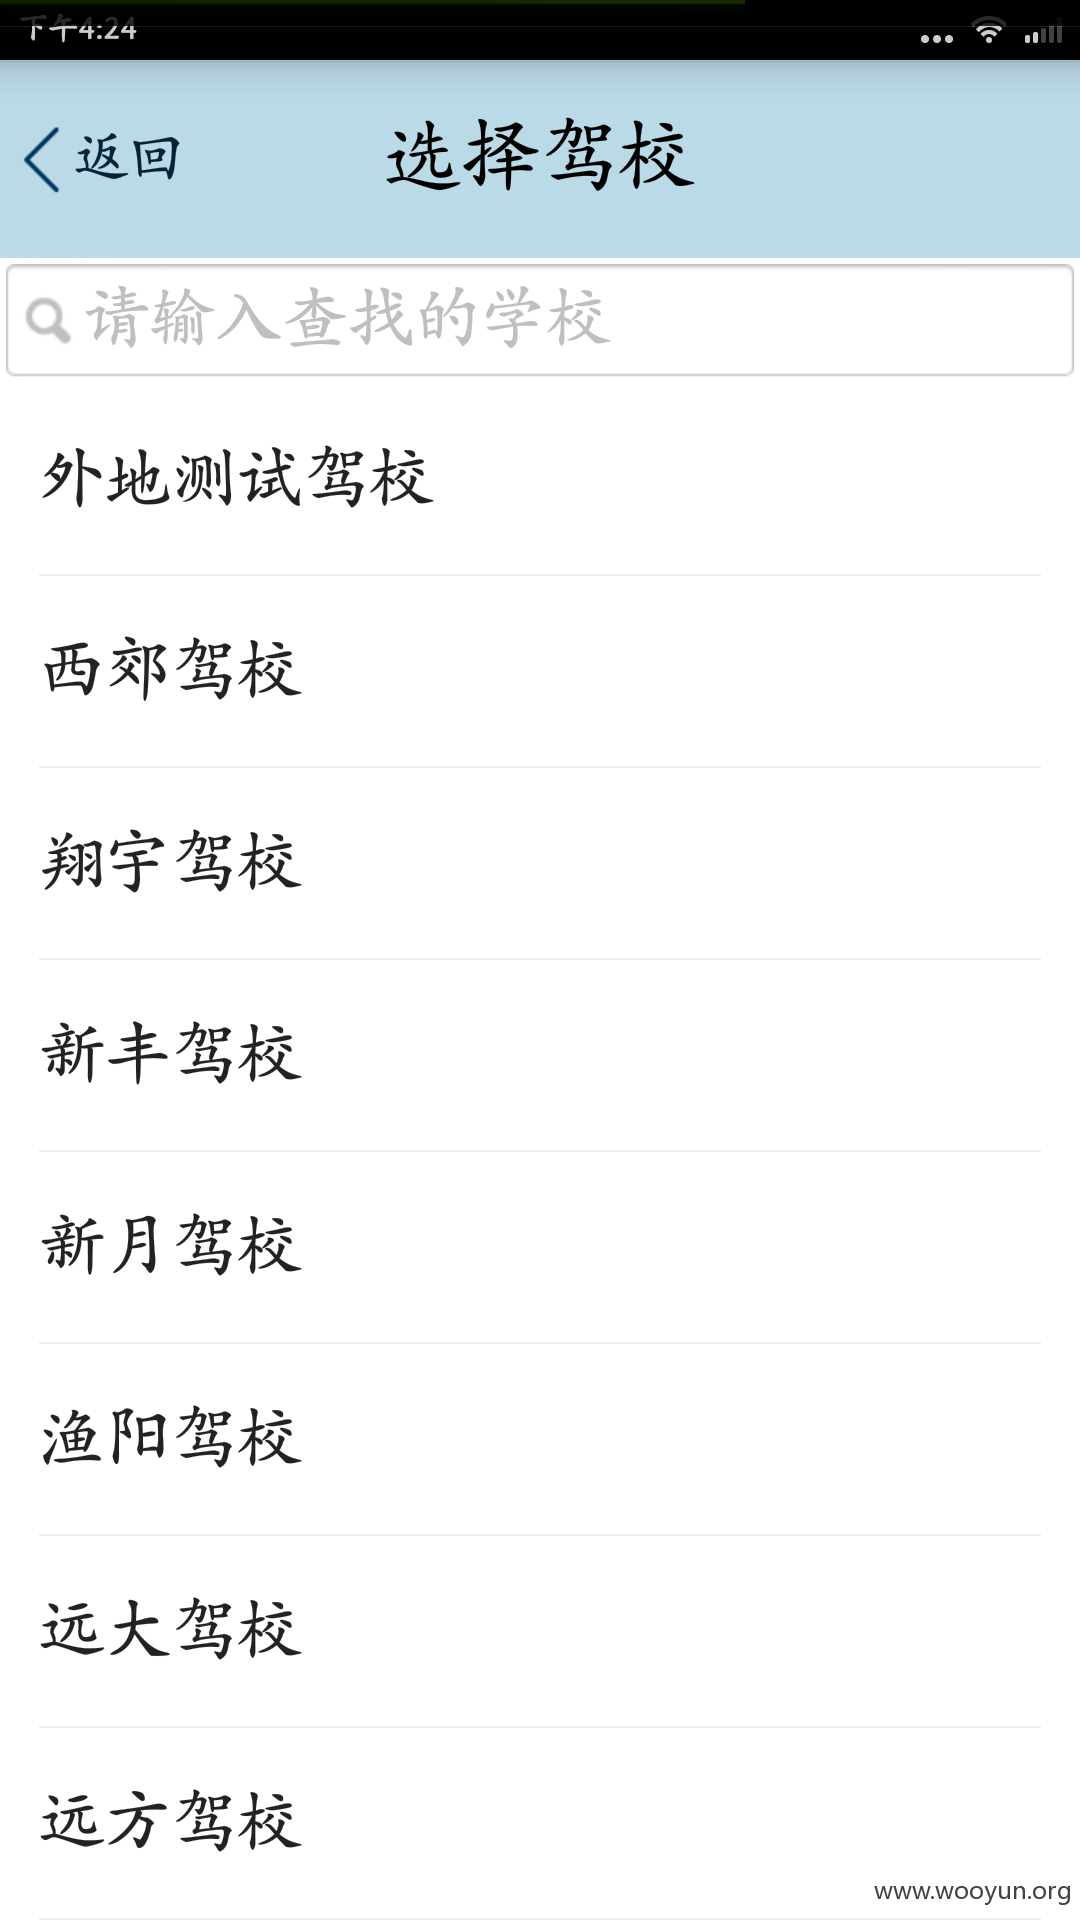 下午4:24
返回
选择驾校
请输入查找的学校
外地测试驾校
西郊驾校
翔宇驾校
新丰驾校
新月驾校
渔阳驾校
远大驾校
远方驾校
www.wooyun.org